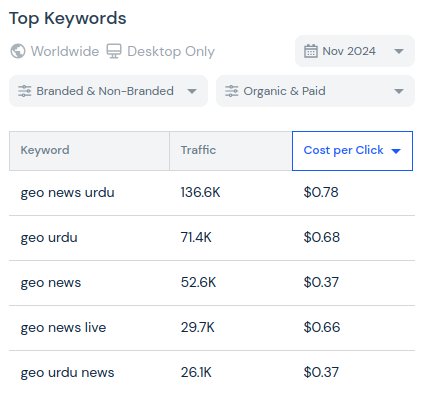 Top Keywords
Worldwide Desktop Only
Nov 2024
Branded & Non-Branded
Organic & Paid
Keyword Traffic Cost per Click
geo news urdu 136.6K $0.78
geo urdu 71.4K $0.68
geo news 52.6K $0.37
geo news live 29.7K $0.66
geo urdu news 26.1K $0.37